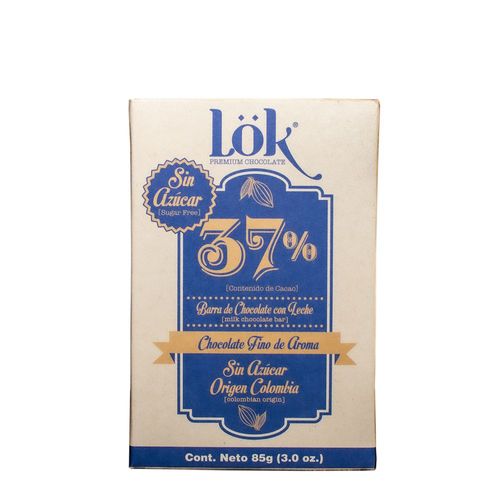 Lök®
PREMIUM CHOCOLATE
Sin
Azúcar
[Sugar Free]
37%
[Contenido de Cacao]
Barra de Chocolate con Leche
[milk chocolate bar]
Chocolate Fino de Aroma
Sin Azúcar
Origen Colombia
[colombian origin]
Cont. Neto 85g (3.0 oz.)